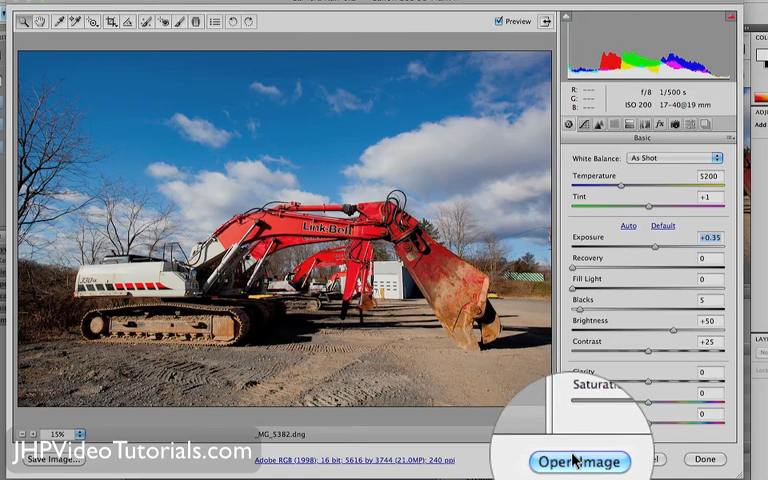 Preview
R: ---
G: ---
B: ---
f/8 1/500 s
ISO 200 17-40@19 mm
Basic
White Balance: As Shot
Temperature 5200
Tint +1
Auto Default
Exposure +0.35
Recovery 0
Fill Light 0
Blacks 5
Brightness +50
Contrast +25
Clarity 0
0
Saturati
0
Link-Belt
330
15%
_MG_5382.dng
JHPVideoTutorials.com
Save Image...
Adobe RGB (1998); 16 bit; 5616 by 3744 (21.0MP); 240 ppi
Open Image
Done